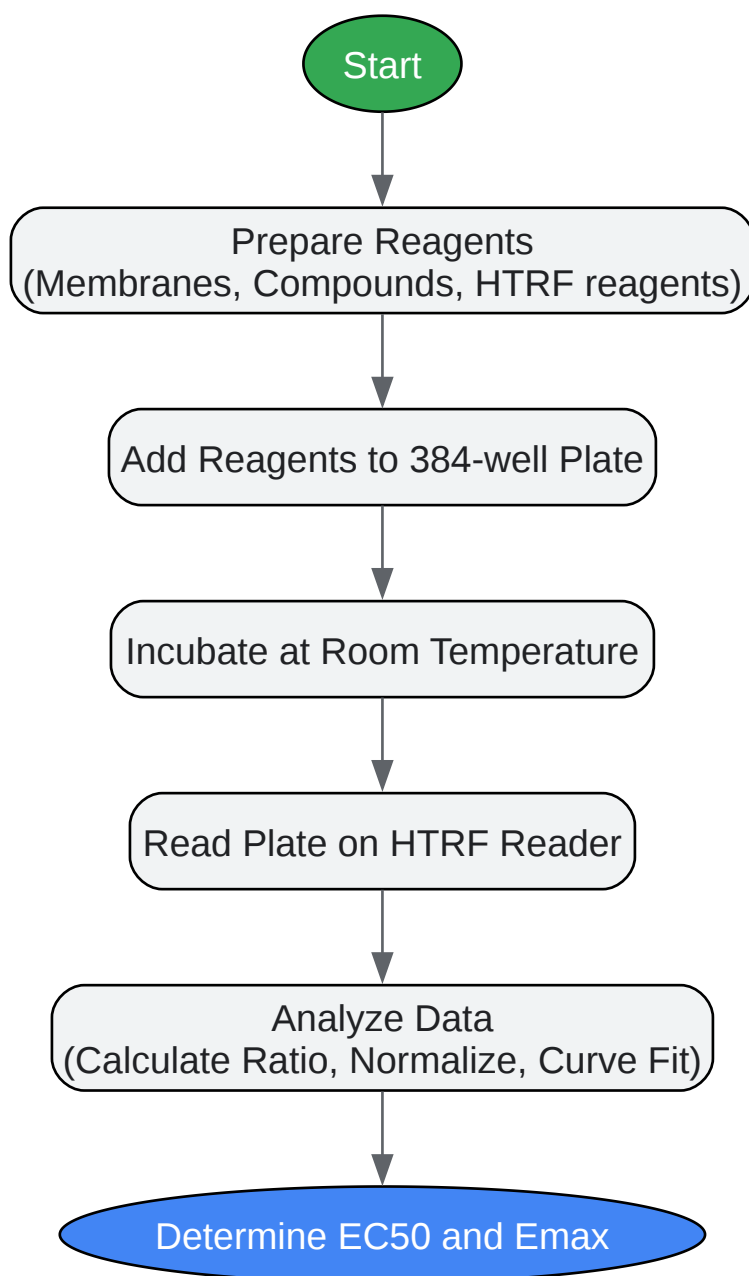 Start
Prepare Reagents
(Membranes, Compounds, HTRF reagents)
Add Reagents to 384-well Plate
Incubate at Room Temperature
Read Plate on HTRF Reader
Analyze Data
(Calculate Ratio, Normalize, Curve Fit)
Determine EC50 and Emax